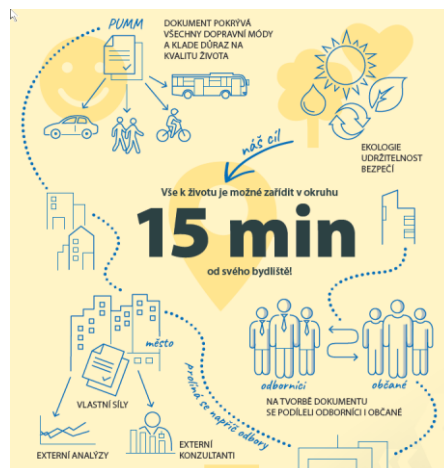 PUMM
DOKUMENT POKRÝVÁ
VŠECHNY DOPRAVNÍ MÓDY
A KLADE DŮRAZ NA
KVALITU ŽIVOTA
náš cíl
EKOLOGIE
UDRŽITELNOST
BEZPEČÍ
Vše k životu je možné zařídit v okruhu
15 min
od svého bydliště!
město
VLASTNÍ SÍLY
EXTERNÍ ANALÝZY
EXTERNÍ
KONZULTANTI
prolíná se napříč odbory
odborníci
občané
NA TVORBĚ DOKUMENTU
SE PODÍLELI ODBORNÍCI I OBČANÉ